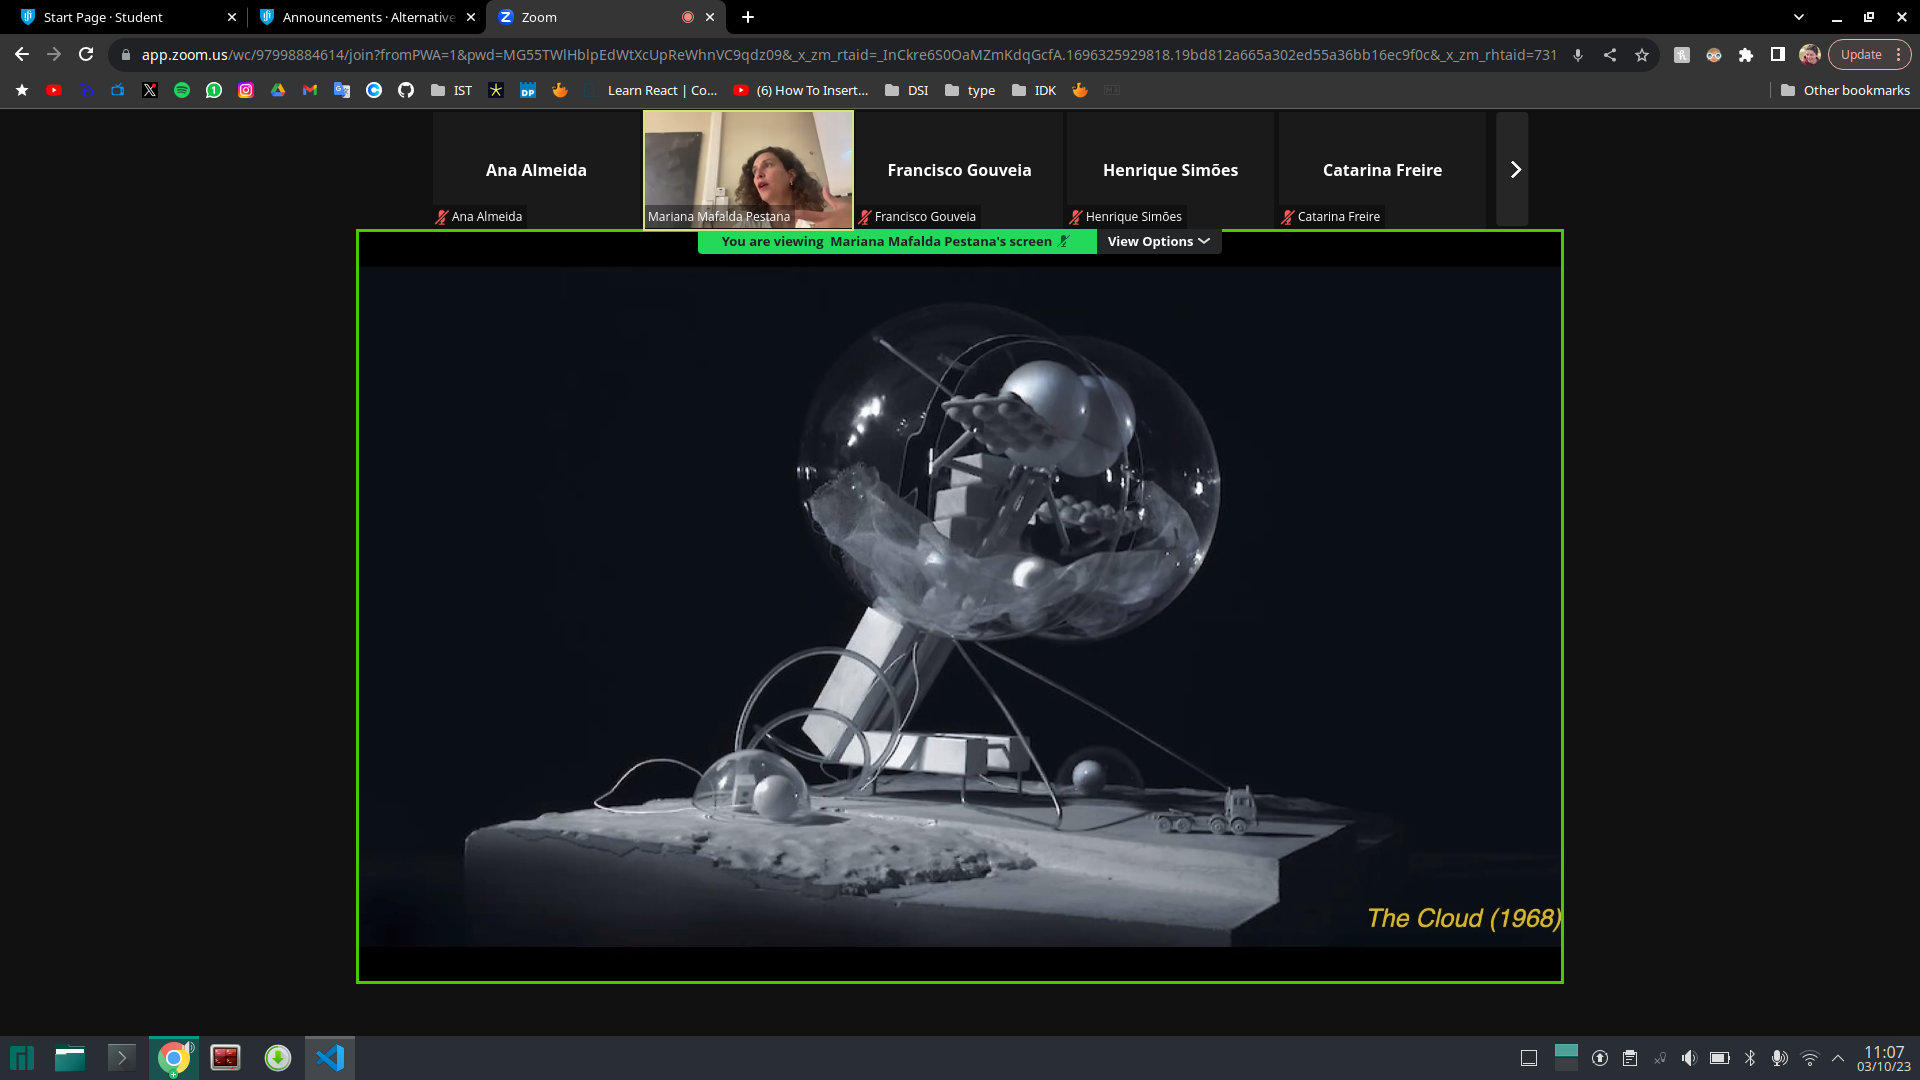 Start Page · Student
Announcements · Alternative
Zoom
app.zoom.us/wc/97998884614/join?fromPWA=1&pwd=MG55TWlHblpEdWtXcUpReWhnVC9qdz09&_x_zm_rtaid=_InCkre6S0OaMZmKdqGcfA.1696325929818.19bd812a665a302ed55a36bb16ec9f0c&_x_zm_rhtaid=731
Update
IST
DP
Learn React | Co...
(6) How To Insert...
DSI
type
IDK
Other bookmarks
Ana Almeida
Francisco Gouveia
Henrique Simões
Catarina Freire
Ana Almeida
Mariana Mafalda Pestana
Francisco Gouveia
Henrique Simões
Catarina Freire
You are viewing Mariana Mafalda Pestana's screen
View Options
The Cloud (1968)
11:07
03/10/23